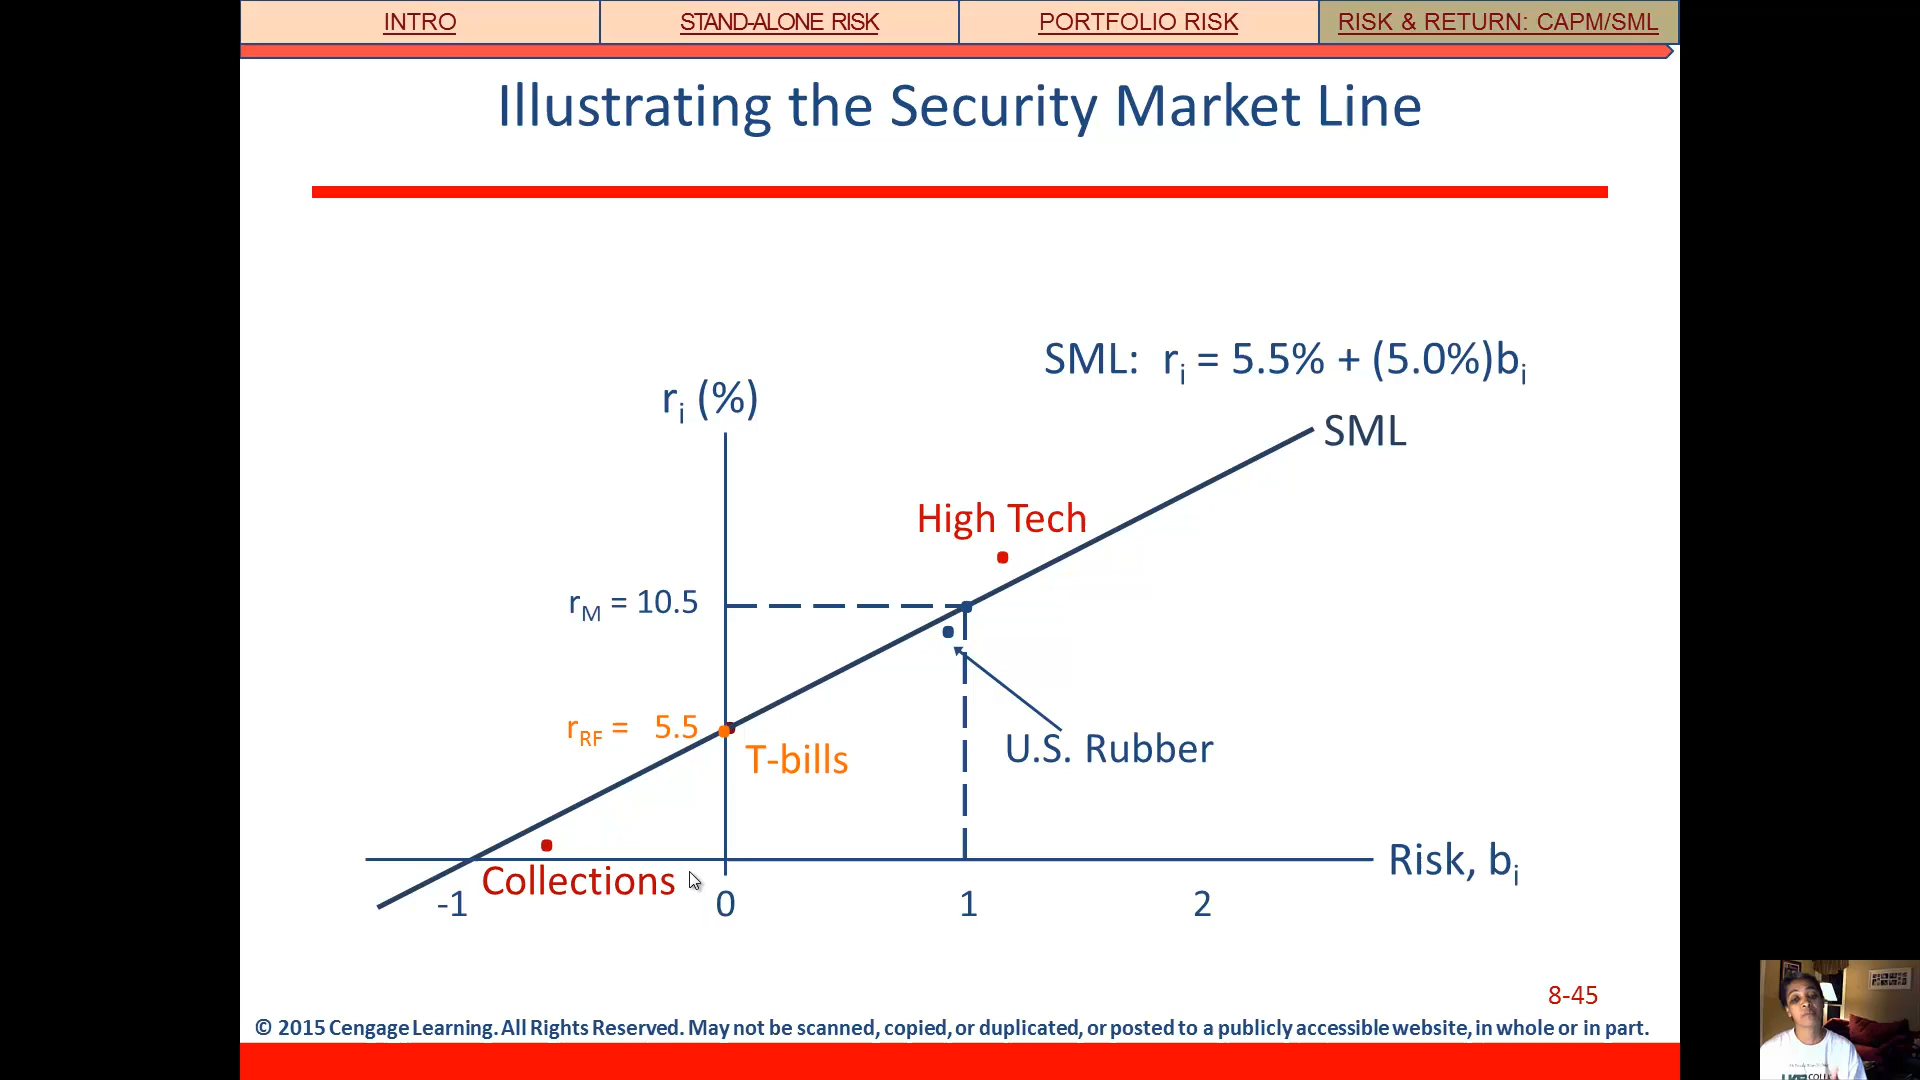 INTRO
STAND-ALONE RISK
PORTFOLIO RISK
RISK & RETURN: CAPM/SML
Illustrating the Security Market Line
SML: ri = 5.5% + (5.0%)bi
ri (%)
SML
High Tech
rM = 10.5
rRF = 5.5
T-bills
U.S. Rubber
Risk, bi
Collections
-1
0
1
2
8-45
© 2015 Cengage Learning. All Rights Reserved. May not be scanned, copied, or duplicated, or posted to a publicly accessible website, in whole or in part.